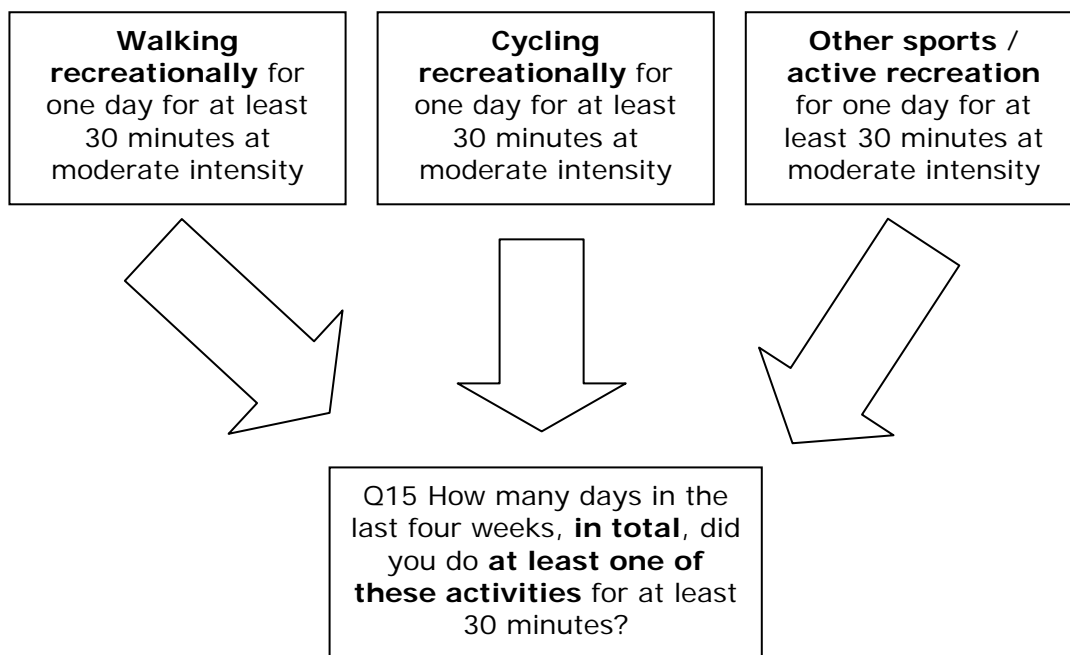 Walking
recreationally for
one day for at least
30 minutes at
moderate intensity
Cycling
recreationally for
one day for at least
30 minutes at
moderate intensity
Other sports /
active recreation
for one day for at
least 30 minutes at
moderate intensity
Q15 How many days in the
last four weeks, in total, did
you do at least one of
these activities for at least
30 minutes?